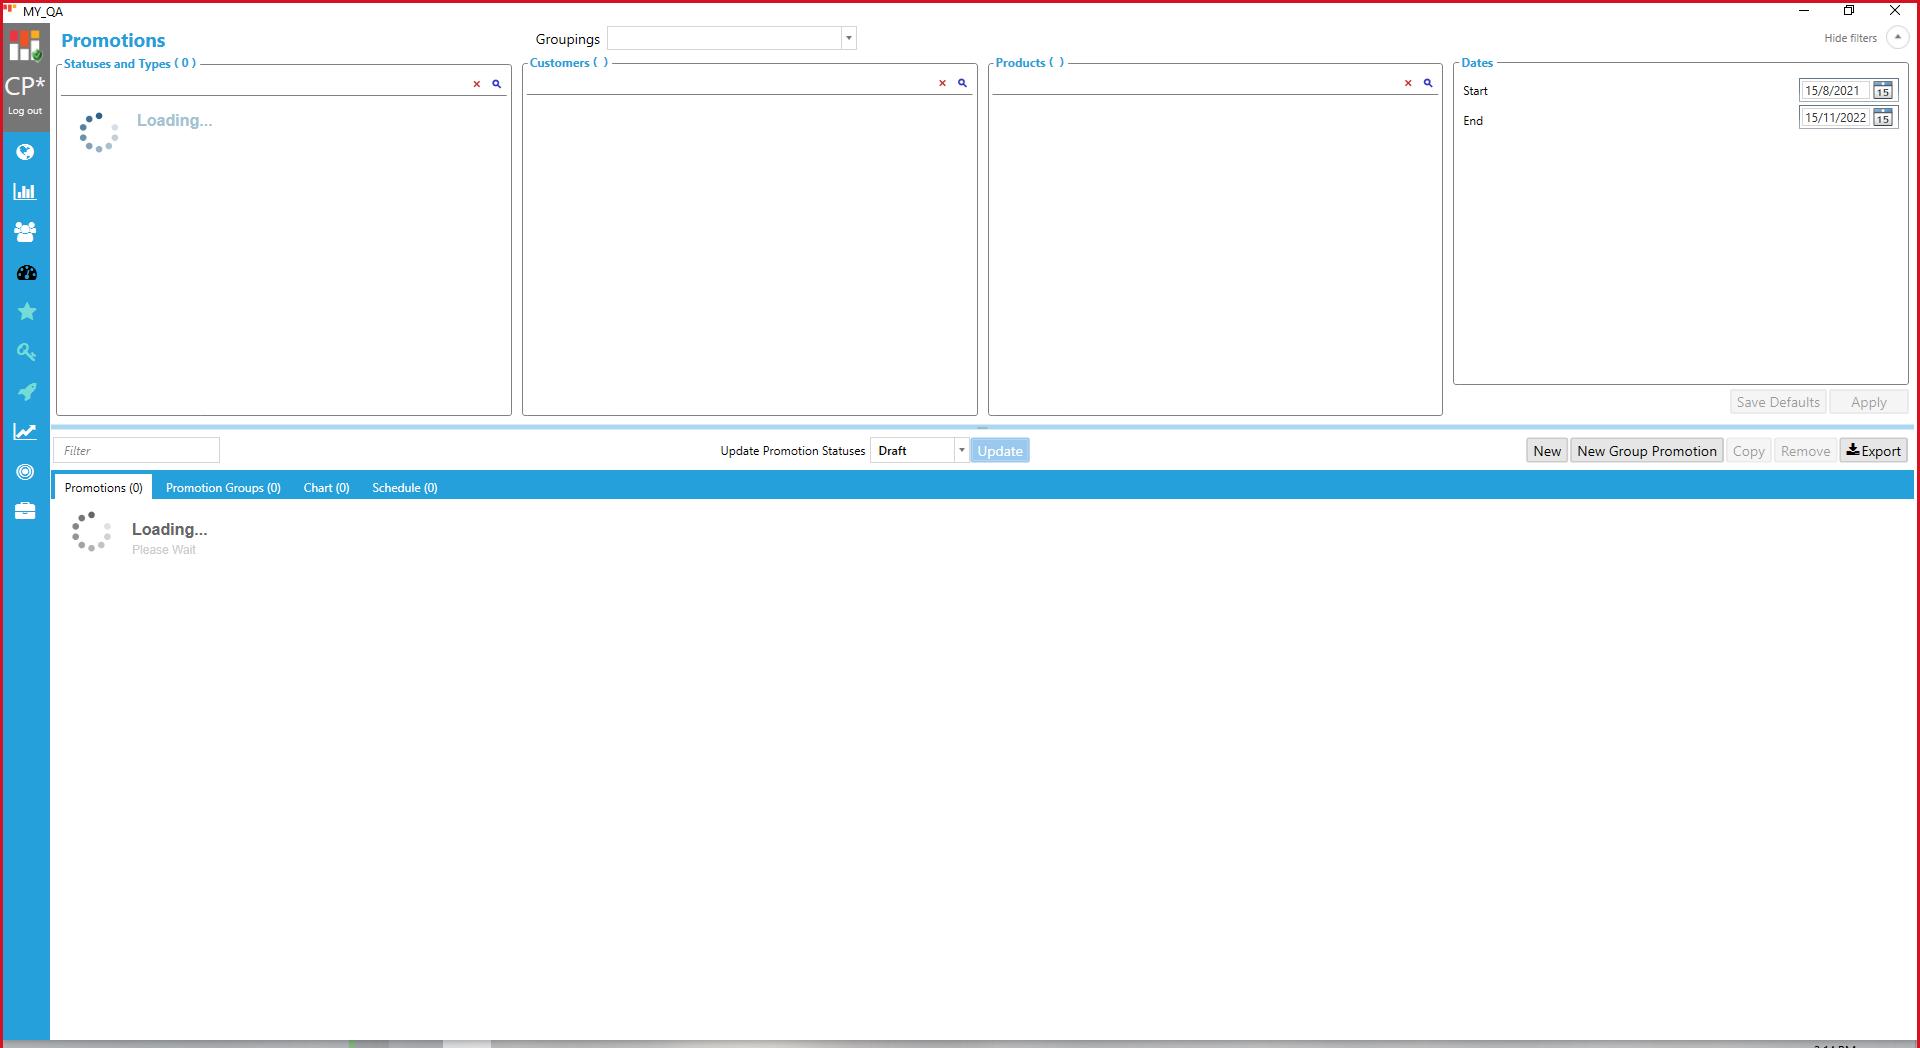 MY_QA
CP*
Log out
Promotions
Groupings
Hide filters
Statuses and Types ( 0 )
Loading...
Customers ( )
Products ( )
Dates
Start
15/8/2021
15
End
15/11/2022
15
Save Defaults
Apply
Filter
Update Promotion Statuses
Draft
Update
New
New Group Promotion
Copy
Remove
Export
Promotions (0)
Promotion Groups (0)
Chart (0)
Schedule (0)
Loading...
Please Wait